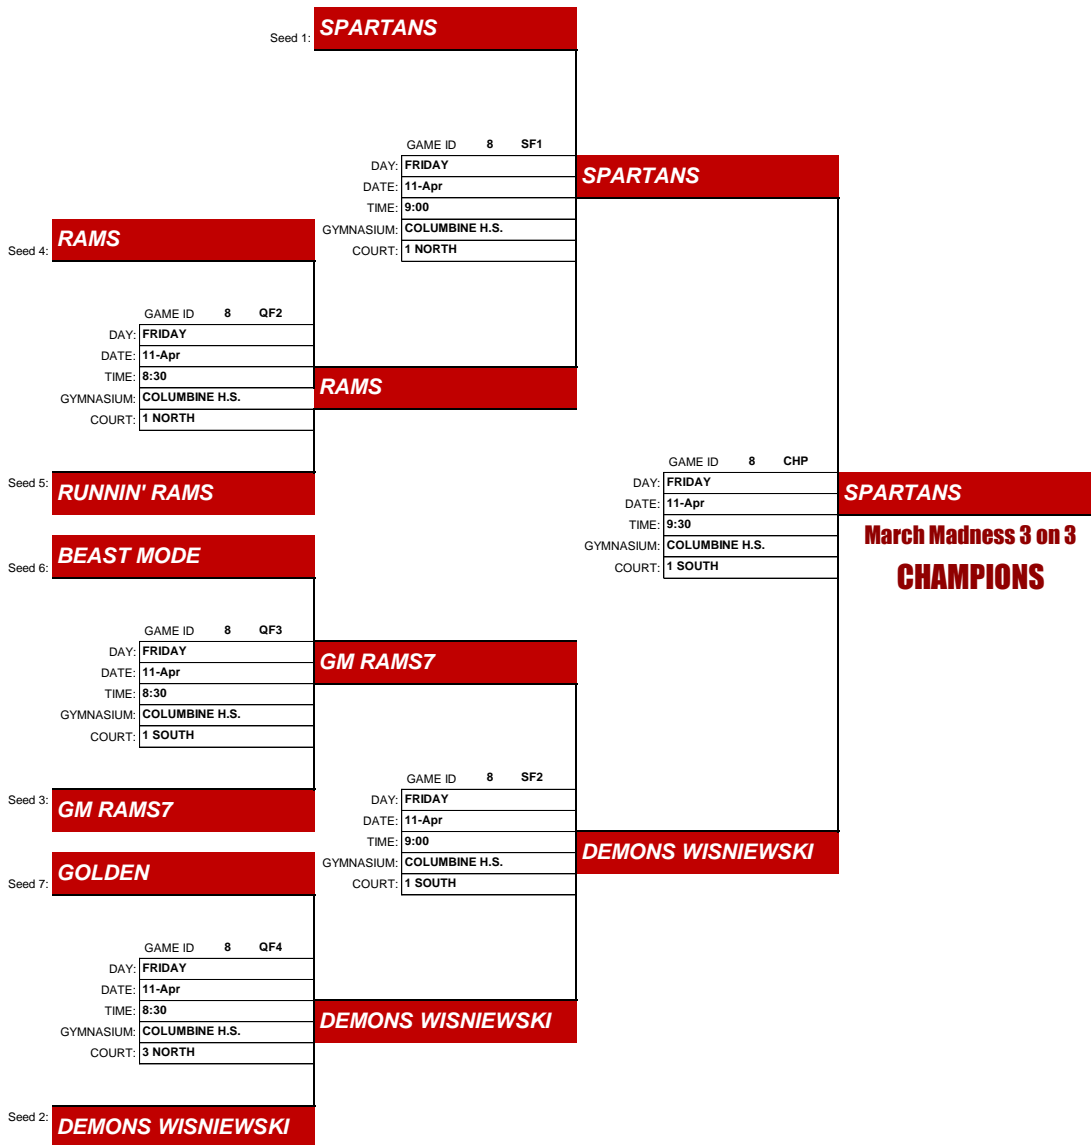 Seed 1: SPARTANS
GAME ID 8 SF1
DAY: FRIDAY
DATE: 11-Apr
TIME: 9:00
GYMNASIUM: COLUMBINE H.S.
COURT: 1 NORTH
SPARTANS
Seed 4: RAMS
GAME ID 8 QF2
DAY: FRIDAY
DATE: 11-Apr
TIME: 8:30
GYMNASIUM: COLUMBINE H.S.
COURT: 1 NORTH
RAMS
Seed 5: RUNNIN' RAMS
GAME ID 8 CHP
DAY: FRIDAY
DATE: 11-Apr
TIME: 9:30
GYMNASIUM: COLUMBINE H.S.
COURT: 1 SOUTH
SPARTANS
March Madness 3 on 3
CHAMPIONS
Seed 6: BEAST MODE
GAME ID 8 QF3
DAY: FRIDAY
DATE: 11-Apr
TIME: 8:30
GYMNASIUM: COLUMBINE H.S.
COURT: 1 SOUTH
GM RAMS7
Seed 3: GM RAMS7
GAME ID 8 SF2
DAY: FRIDAY
DATE: 11-Apr
TIME: 9:00
GYMNASIUM: COLUMBINE H.S.
COURT: 1 SOUTH
DEMONS WISNIEWSKI
Seed 7: GOLDEN
GAME ID 8 QF4
DAY: FRIDAY
DATE: 11-Apr
TIME: 8:30
GYMNASIUM: COLUMBINE H.S.
COURT: 3 NORTH
DEMONS WISNIEWSKI
Seed 2: DEMONS WISNIEWSKI